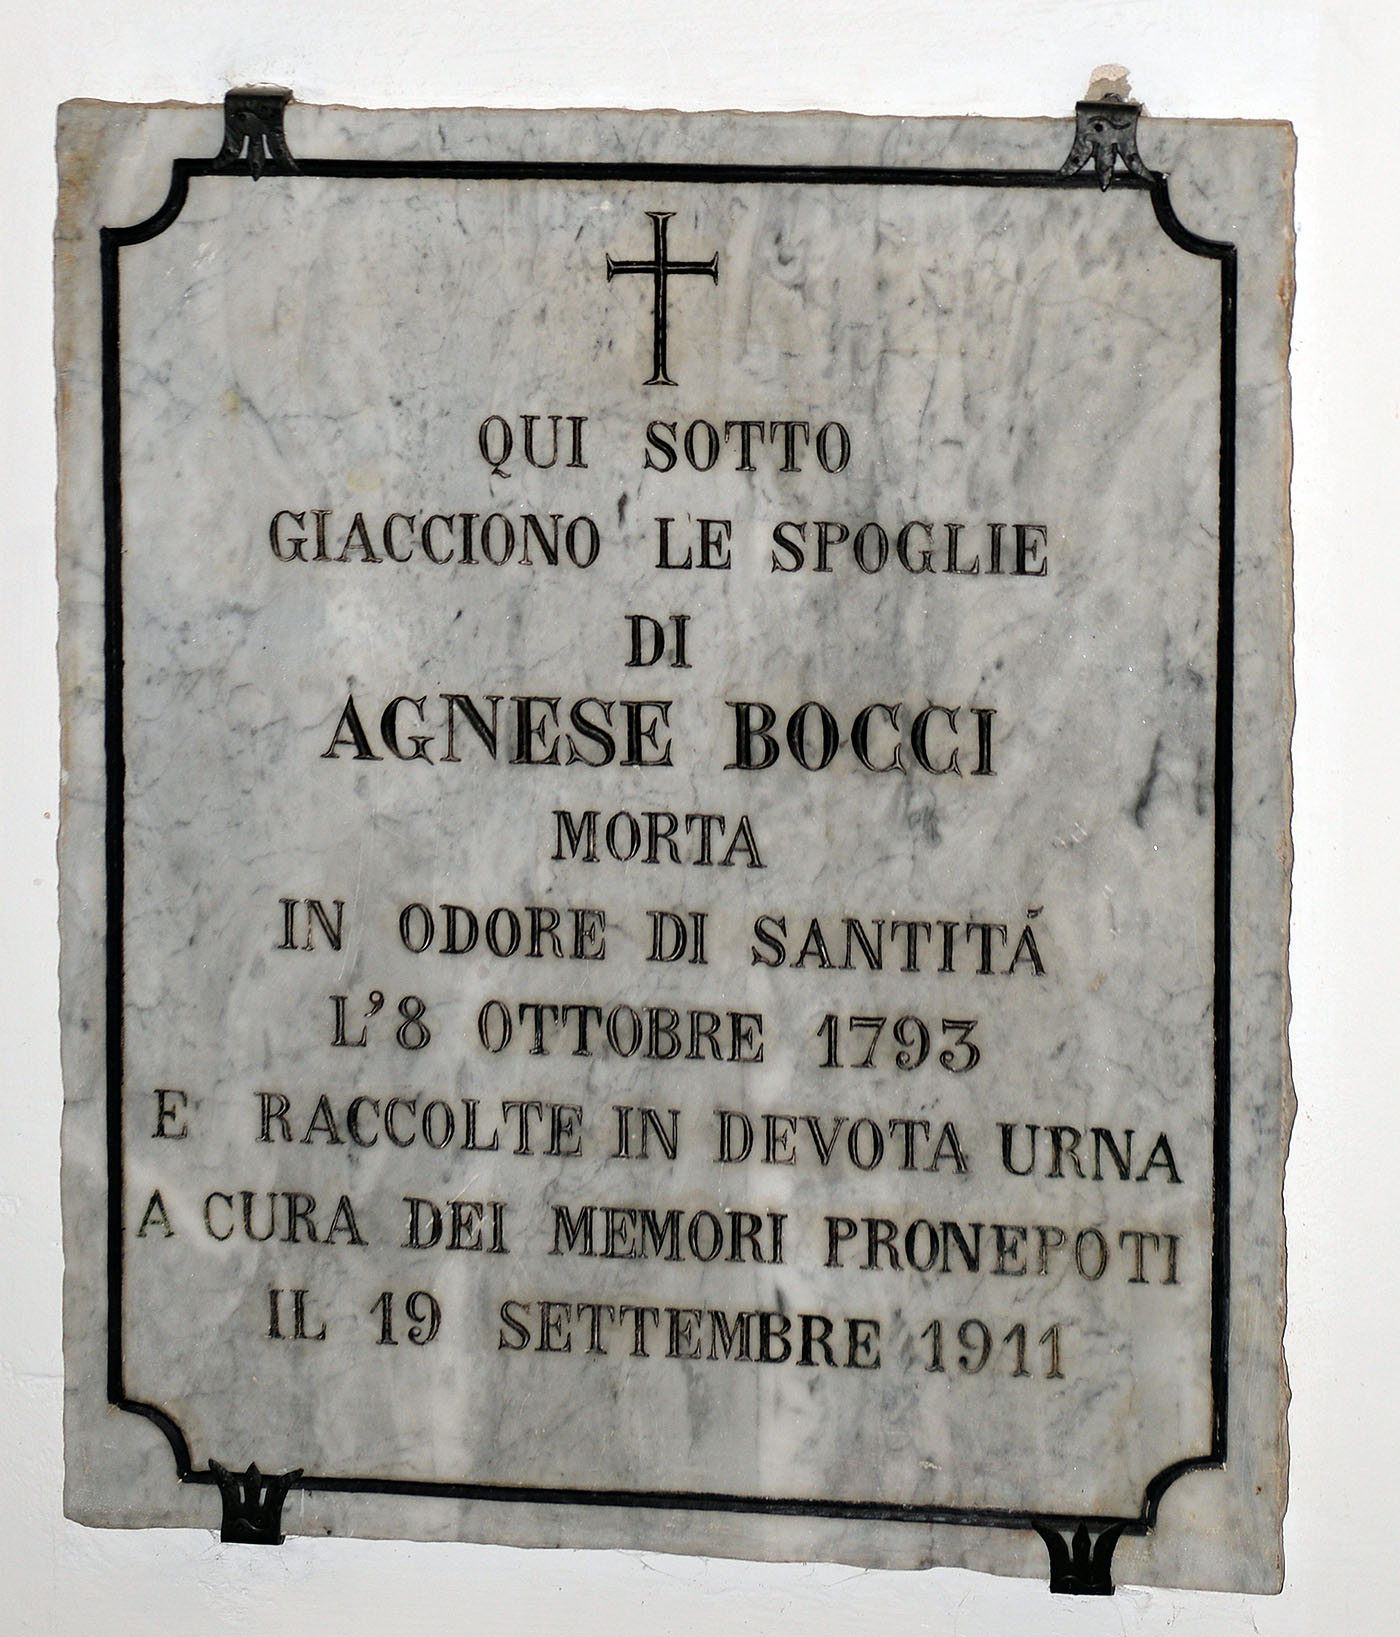 QUI SOTTO
GIACCIONO LE SPOGLIE
DI
AGNESE BOCCI
MORTA
IN ODORE DI SANTITÁ
L'8 OTTOBRE 1793
E RACCOLTE IN DEVOTA URNA
A CURA DEI MEMORI PRONEPOTI
IL 19 SETTEMBRE 1911